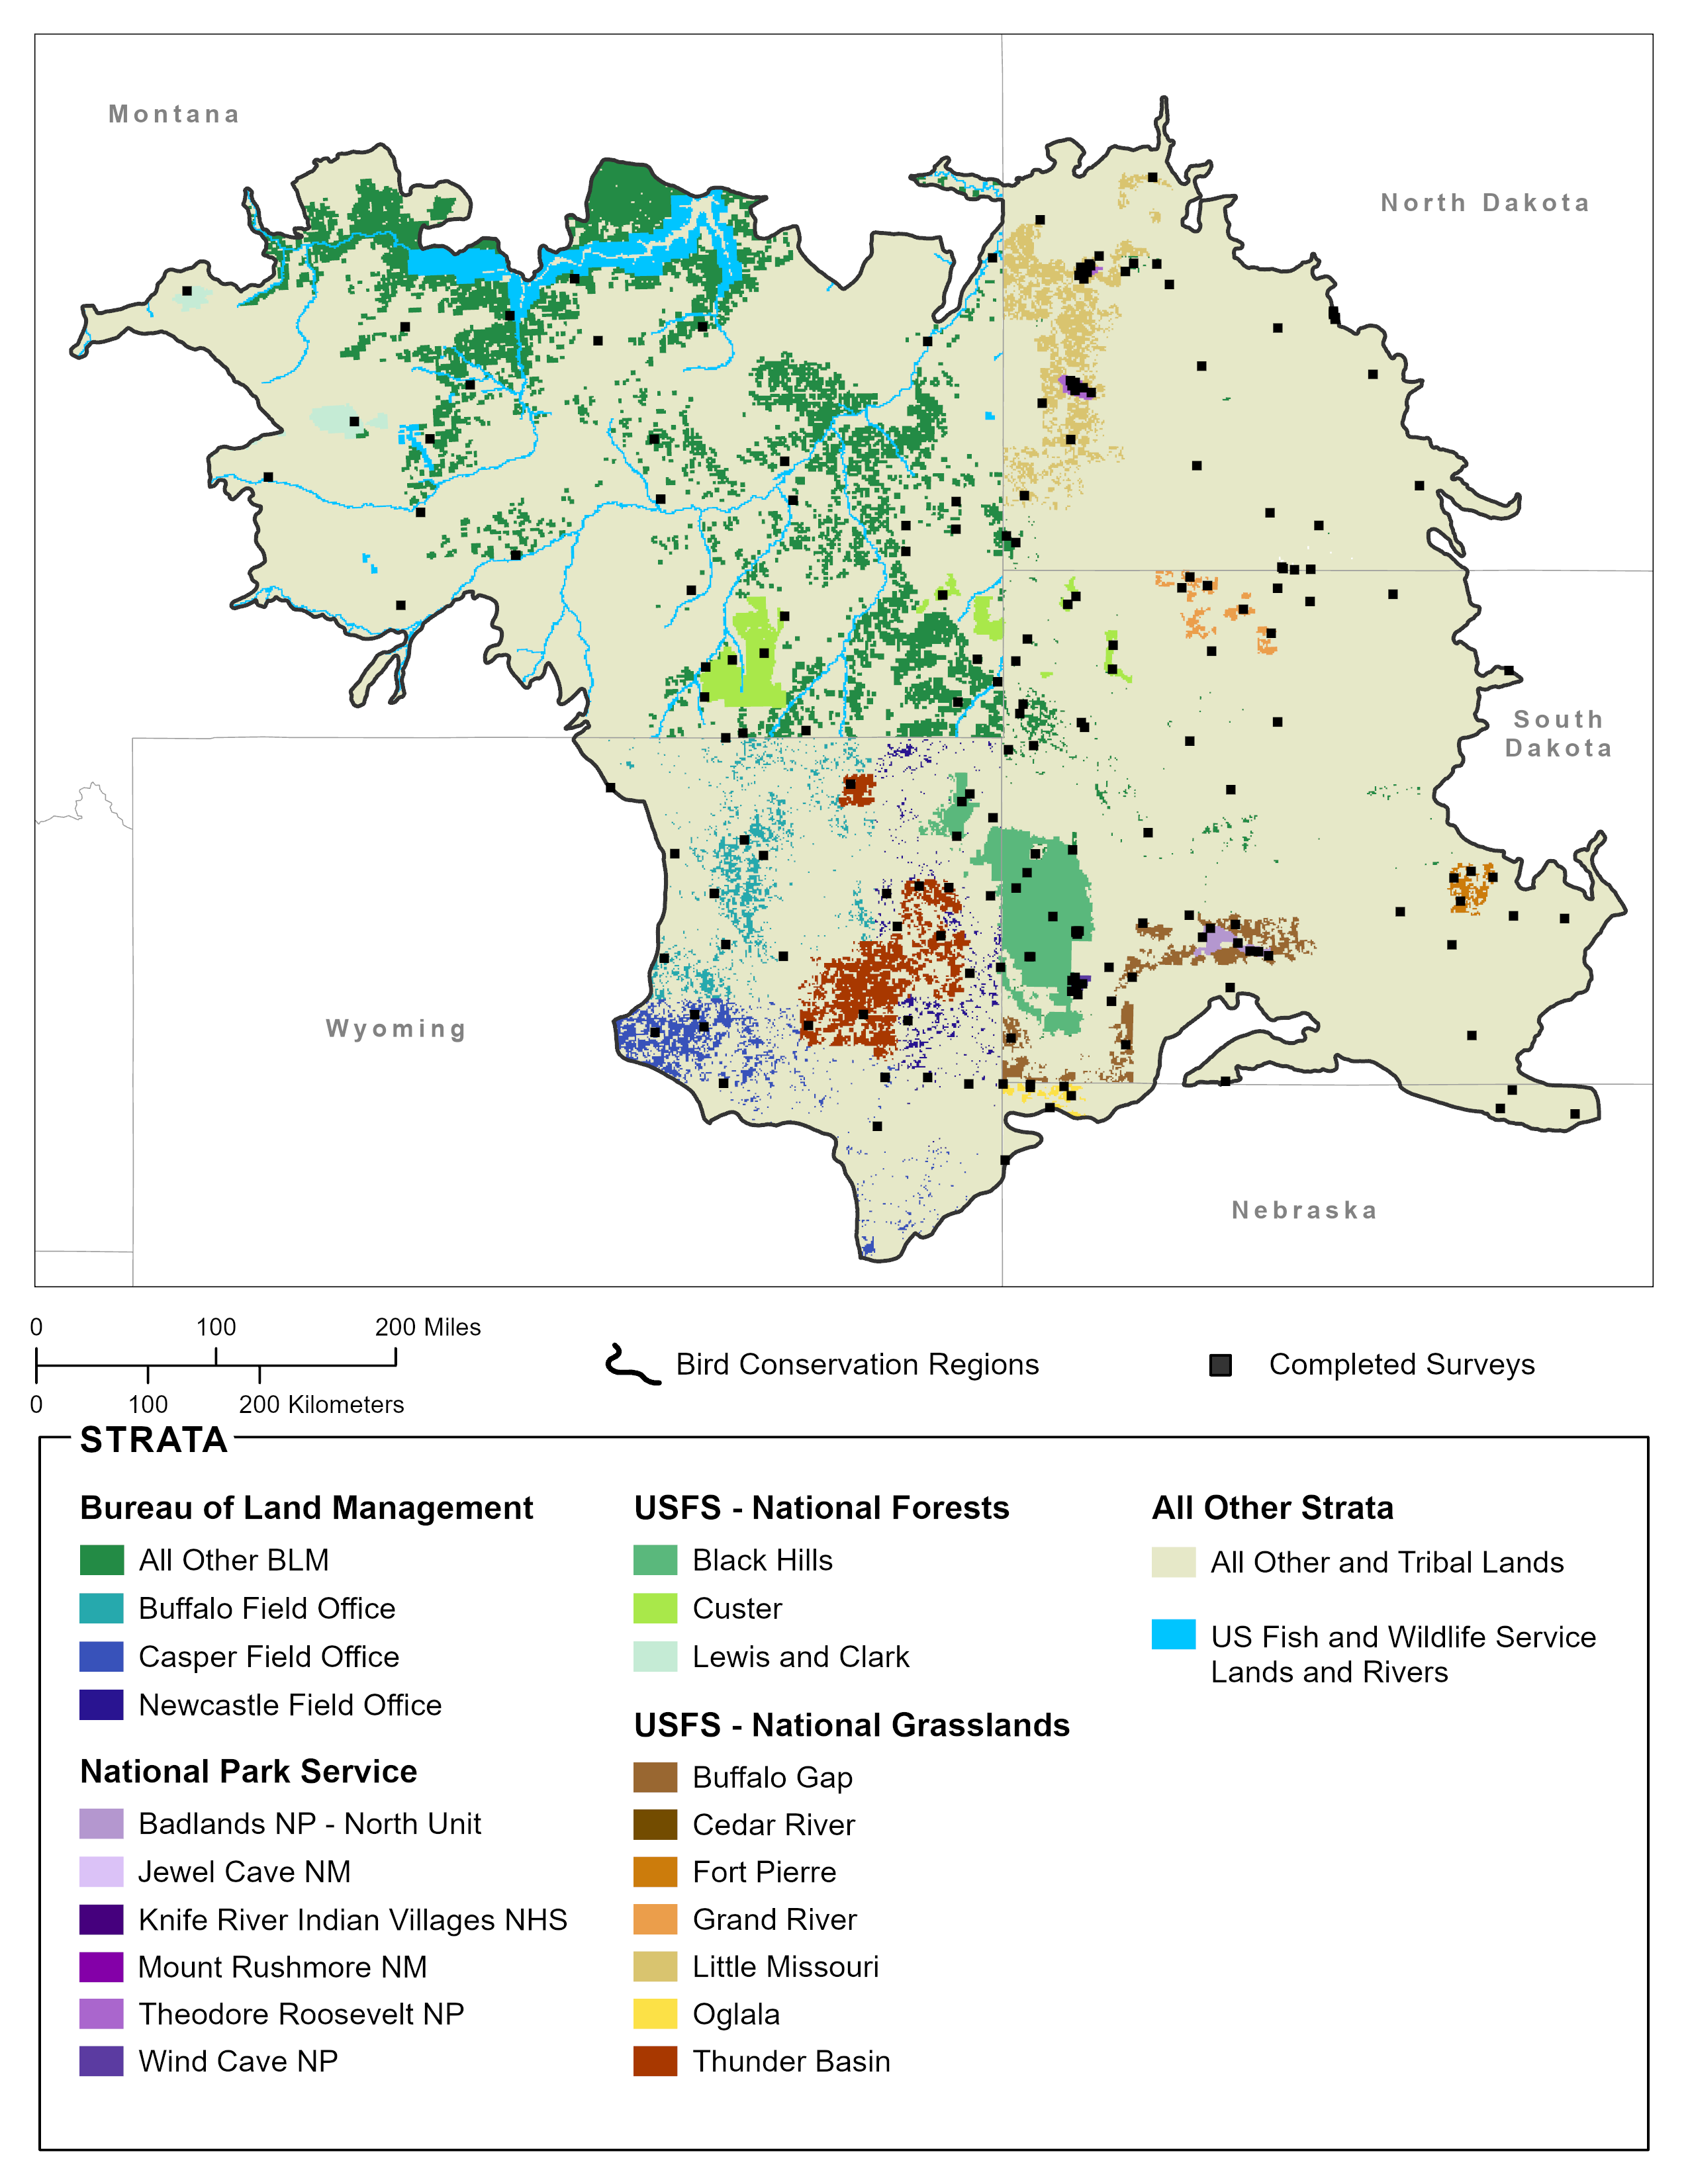 Montana
North Dakota
South
Dakota
Wyoming
Nebraska
0 100 200 Miles
0 100 200 Kilometers
Bird Conservation Regions
Completed Surveys
STRATA
Bureau of Land Management
All Other BLM
Buffalo Field Office
Casper Field Office
Newcastle Field Office
National Park Service
Badlands NP - North Unit
Jewel Cave NM
Knife River Indian Villages NHS
Mount Rushmore NM
Theodore Roosevelt NP
Wind Cave NP
USFS - National Forests
Black Hills
Custer
Lewis and Clark
USFS - National Grasslands
Buffalo Gap
Cedar River
Fort Pierre
Grand River
Little Missouri
Oglala
Thunder Basin
All Other Strata
All Other and Tribal Lands
US Fish and Wildlife Service
Lands and Rivers